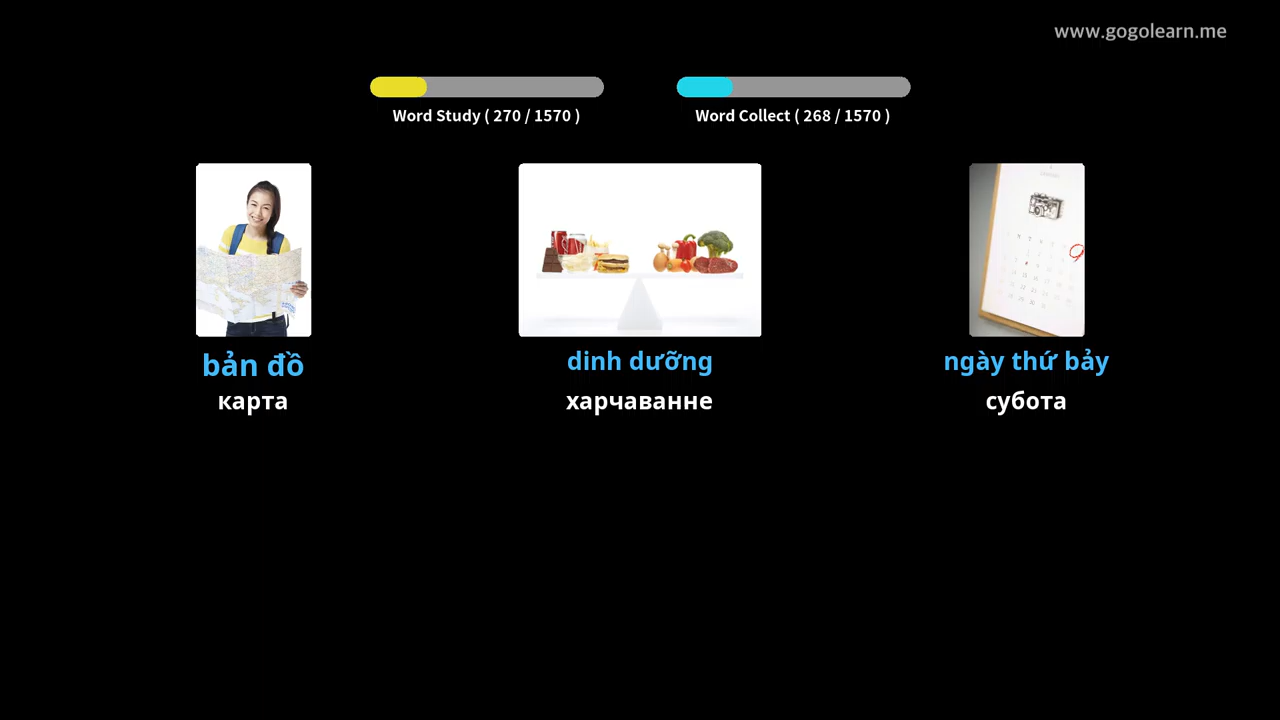 www.gogolearn.me
Word Study ( 270 / 1570 )
Word Collect ( 268 / 1570 )
bản đồ
dinh dưỡng
ngày thứ bảy
карта
харчаванне
субота